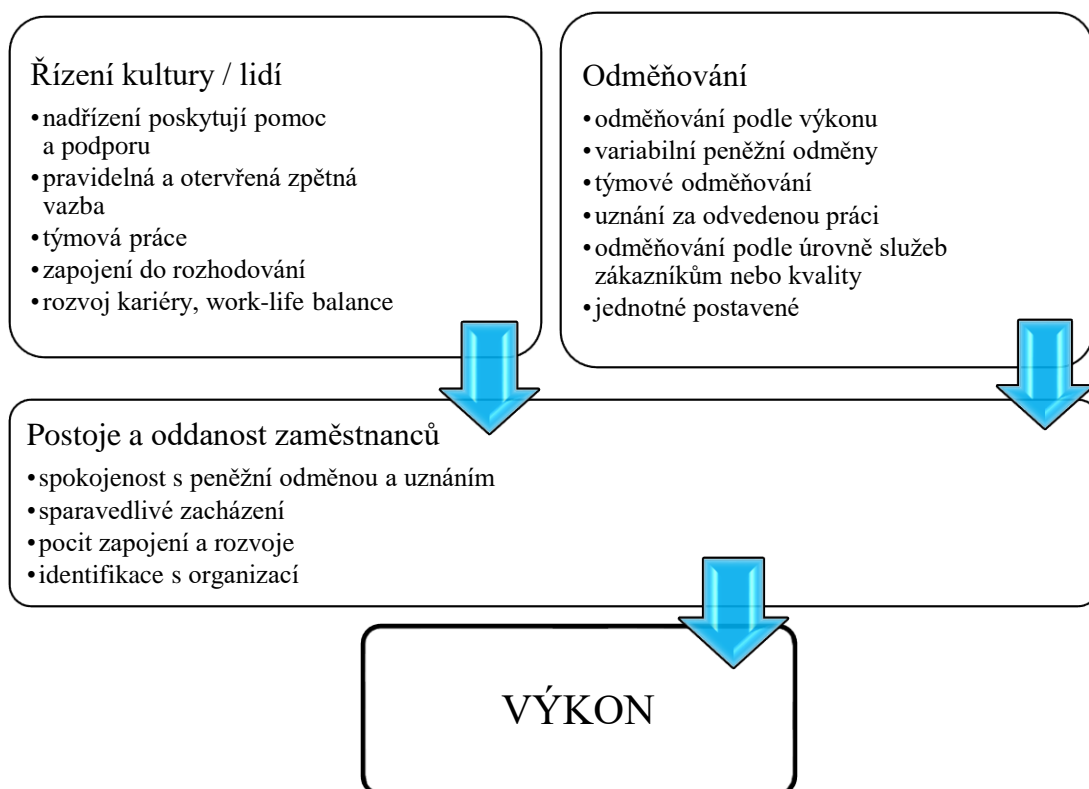 Řízení kultury / lidí
•nadřízení poskytují pomoc
a podporu
•pravidelná a otervřená zpětná
vazba
•týmová práce
•zapojení do rozhodování
•rozvoj kariéry, work-life balance
Odměňování
•odměňování podle výkonu
•variabilní peněžní odměny
•týmové odměňování
•uznání za odvedenou práci
•odměňování podle úrovně služeb
zákazníkům nebo kvality
•jednotné postavené
Postoje a oddanost zaměstnanců
•spokojenost s peněžní odměnou a uznáním
•sparavedlivé zacházení
•pocit zapojení a rozvoje
•identifikace s organizací
VÝKON